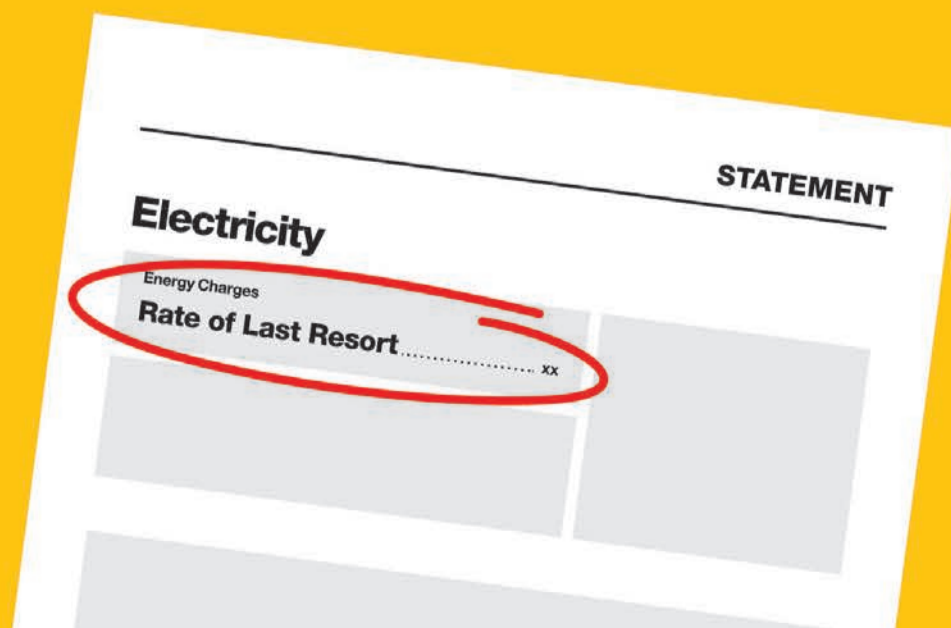 STATEMENT
Electricity
Energy Charges
Rate of Last Resort.................. xx